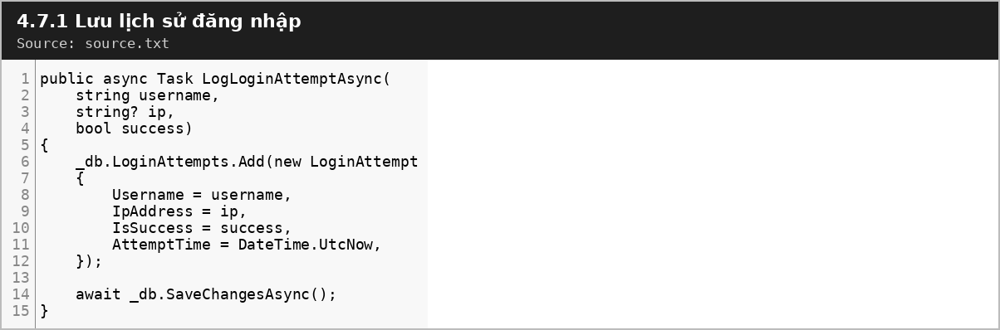 4.7.1 Lưu lịch sử đăng nhập
Source: source.txt
1 public async Task LogLoginAttemptAsync(
2     string username,
3     string? ip,
4     bool success)
5 {
6     _db.LoginAttempts.Add(new LoginAttempt
7     {
8         Username = username,
9         IpAddress = ip,
10         IsSuccess = success,
11         AttemptTime = DateTime.UtcNow,
12     });
13
14     await _db.SaveChangesAsync();
15 }